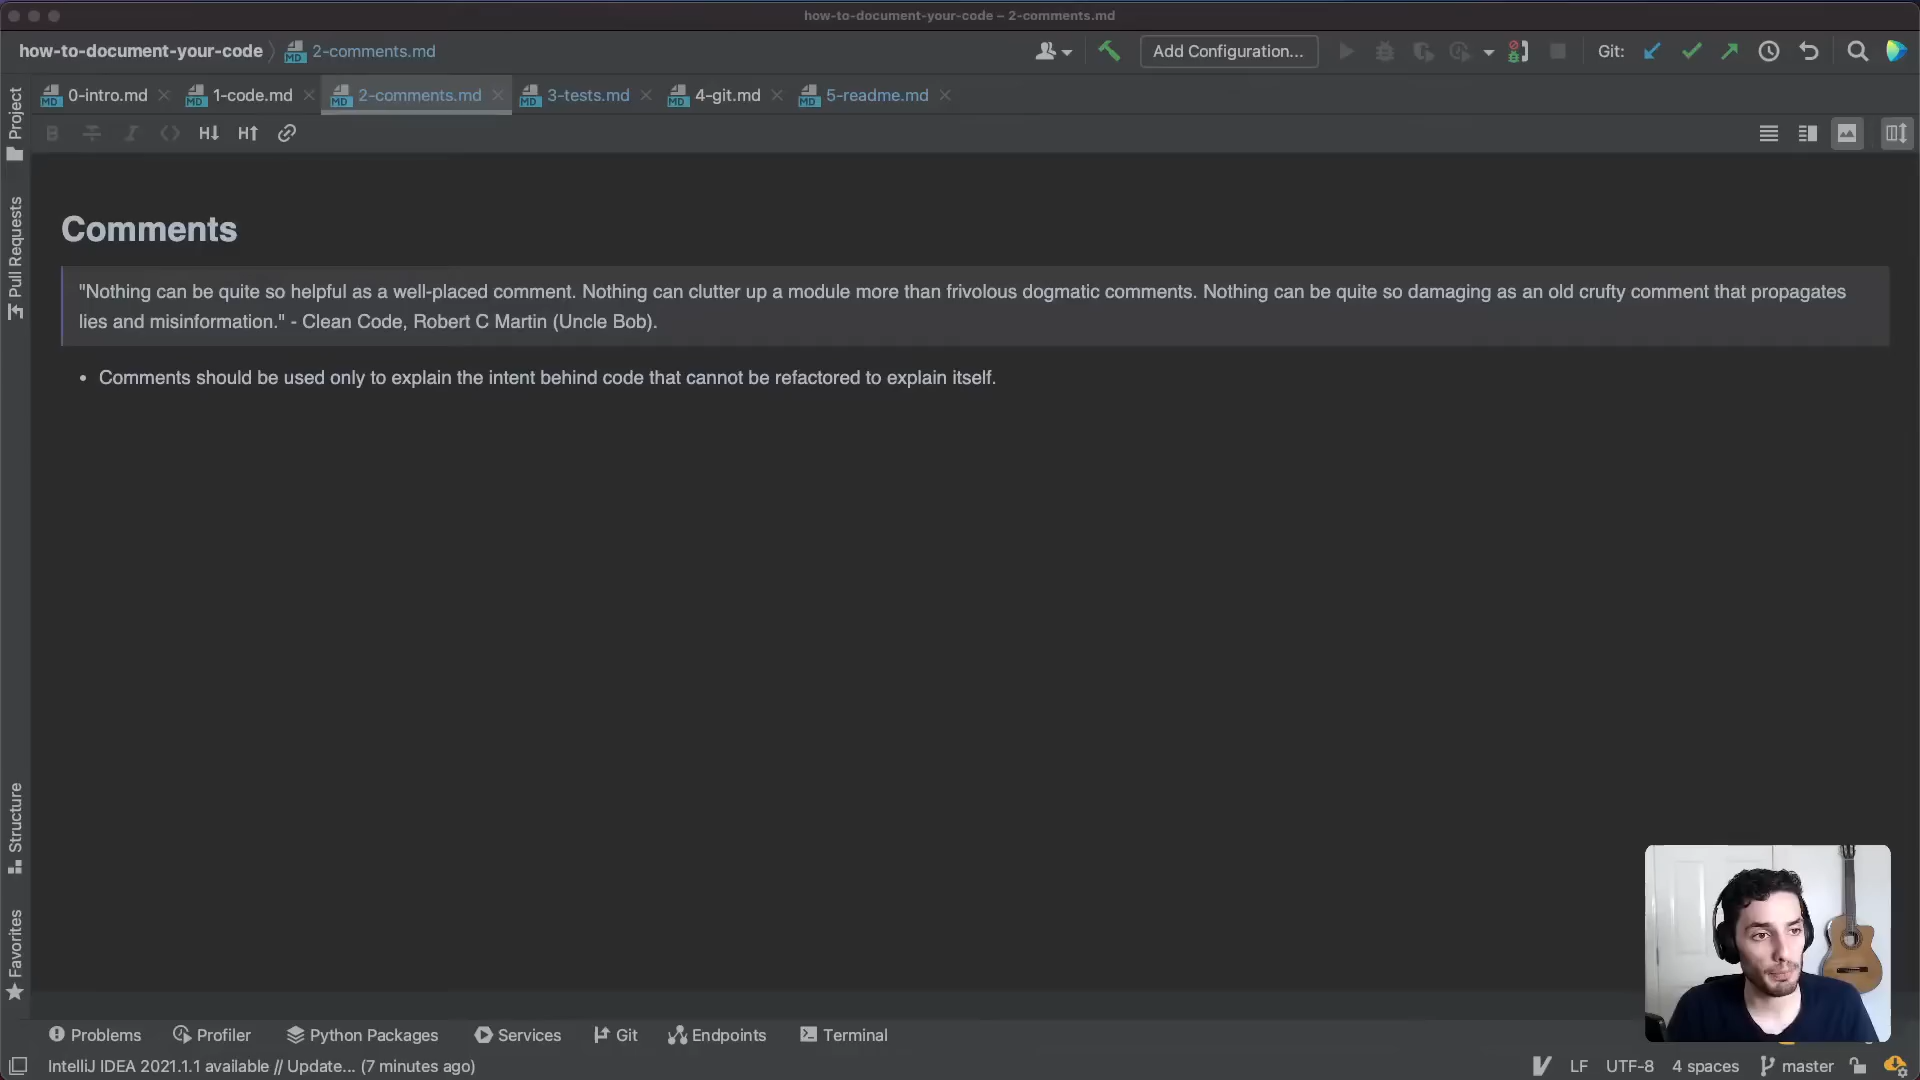 how-to-document-your-code – 2-comments.md
how-to-document-your-code 2-comments.md
Add Configuration...
Git:
0-intro.md
1-code.md
2-comments.md
3-tests.md
4-git.md
5-readme.md
H↓ H↑
Project
Pull Requests
Structure
Favorites
Comments
"Nothing can be quite so helpful as a well-placed comment. Nothing can clutter up a module more than frivolous dogmatic comments. Nothing can be quite so damaging as an old crufty comment that propagates
lies and misinformation." - Clean Code, Robert C Martin (Uncle Bob).
• Comments should be used only to explain the intent behind code that cannot be refactored to explain itself.
Problems Profiler Python Packages Services Git Endpoints Terminal
IntelliJ IDEA 2021.1.1 available // Update... (7 minutes ago)
LF UTF-8 4 spaces master